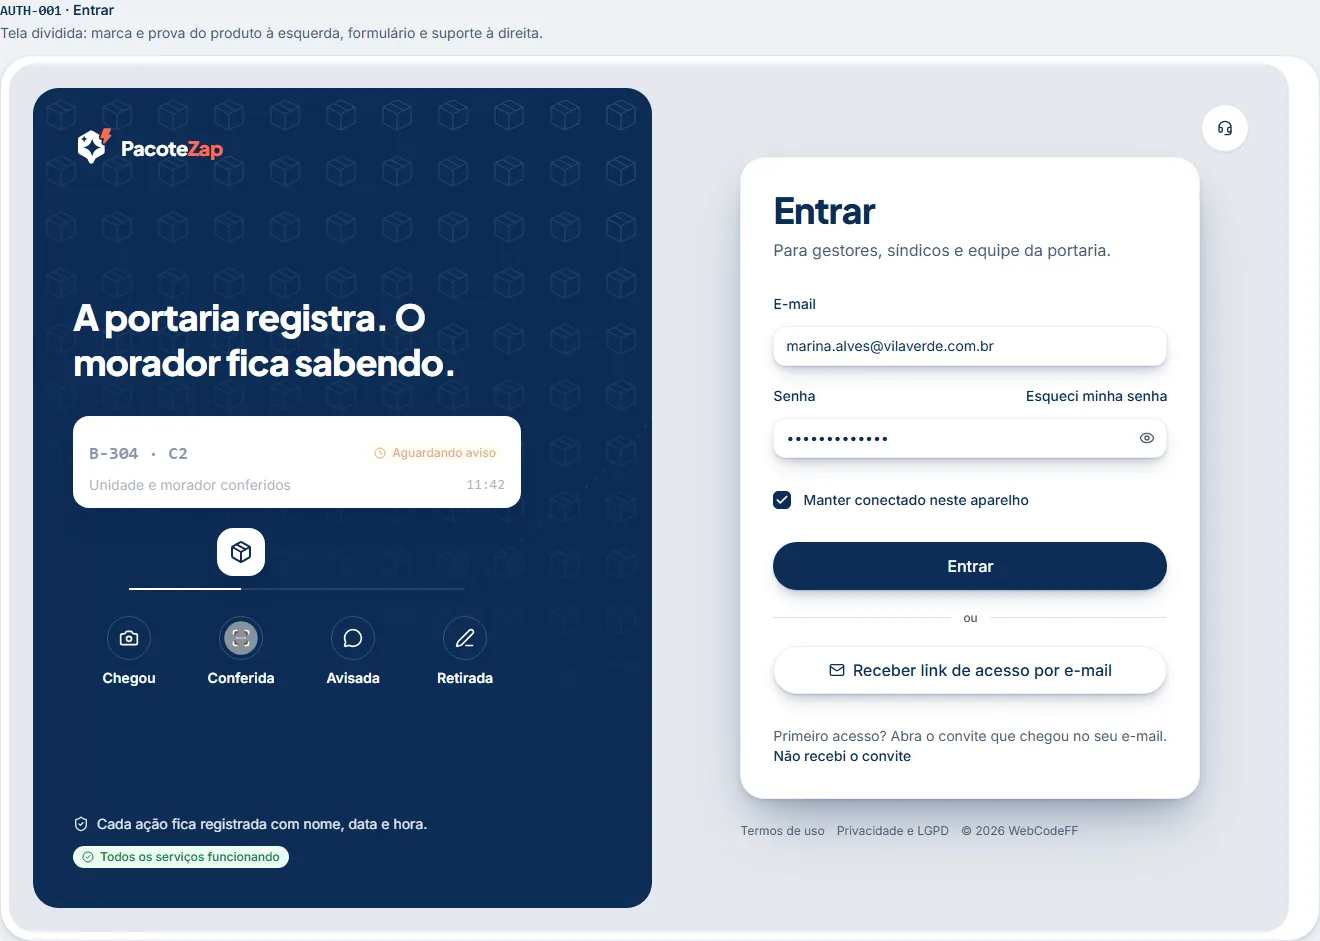 AUTH-001 · Entrar
Tela dividida: marca e prova do produto à esquerda, formulário e suporte à direita.
PacoteZap
A portaria registra. O
morador fica sabendo.
B-304 · C2
Aguardando aviso
Unidade e morador conferidos
11:42
Chegou
Conferida
Avisada
Retirada
Cada ação fica registrada com nome, data e hora.
Todos os serviços funcionando
Entrar
Para gestores, síndicos e equipe da portaria.
E-mail
marina.alves@vilaverde.com.br
Senha
Esqueci minha senha
•••••••••••••
Manter conectado neste aparelho
Entrar
ou
Receber link de acesso por e-mail
Primeiro acesso? Abra o convite que chegou no seu e-mail.
Não recebi o convite
Termos de uso Privacidade e LGPD © 2026 WebCodeFF